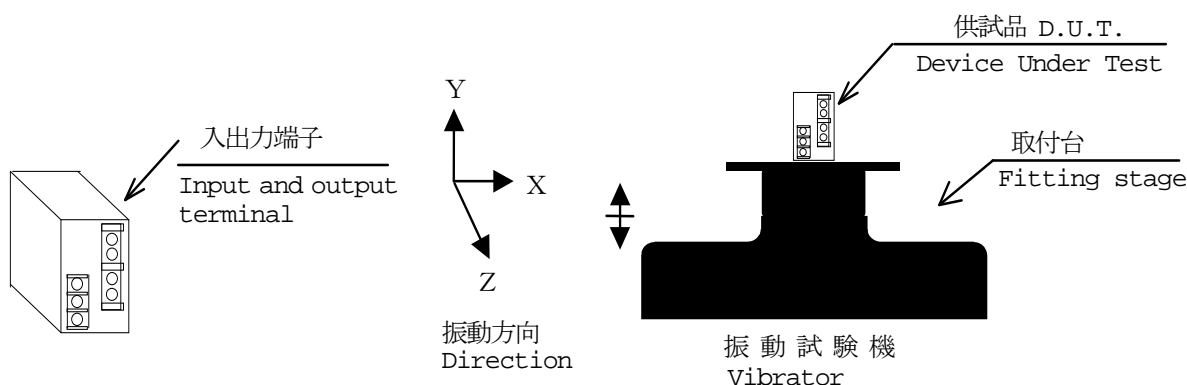 入出力端子
Input and output
terminal
Y
X
Z
振動方向
Direction
供試品 D.U.T.
Device Under Test
取付台
Fitting stage
振動試験機
Vibrator